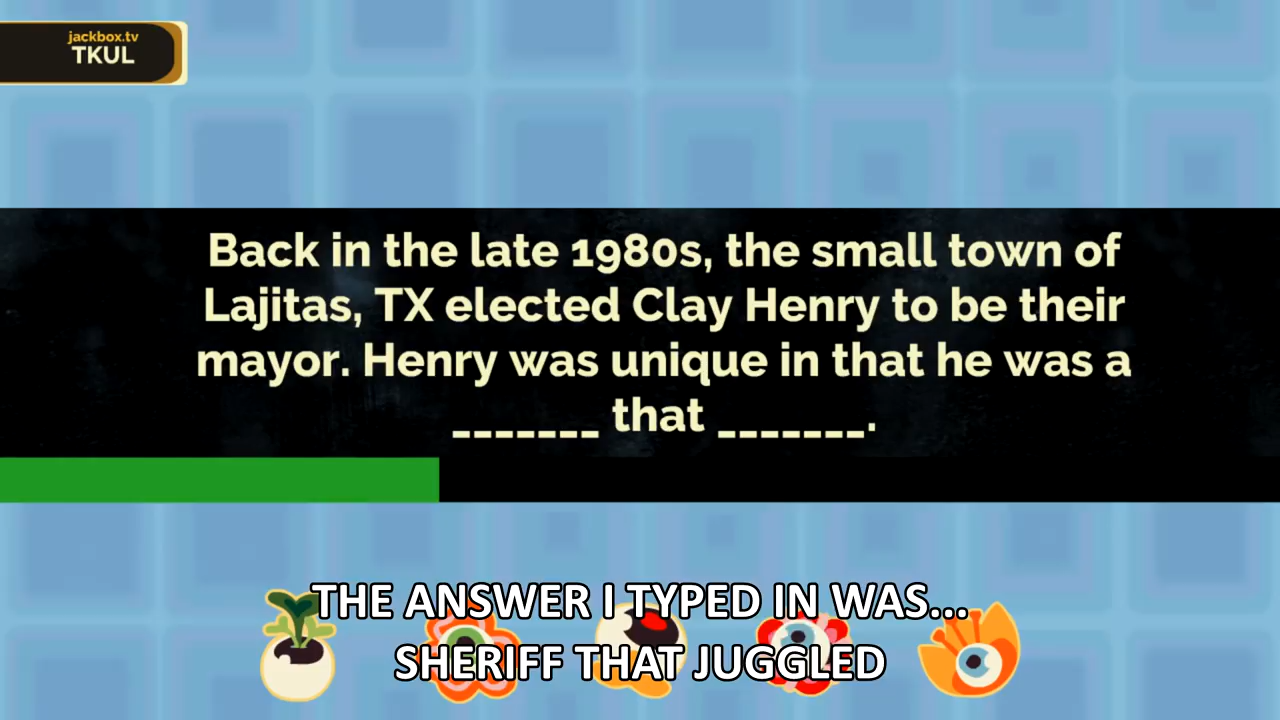 jackbox.tv
TKUL
Back in the late 1980s, the small town of
Lajitas, TX elected Clay Henry to be their
mayor. Henry was unique in that he was a
_______ that _______.
THE ANSWER I TYPED IN WAS...
SHERIFF THAT JUGGLED